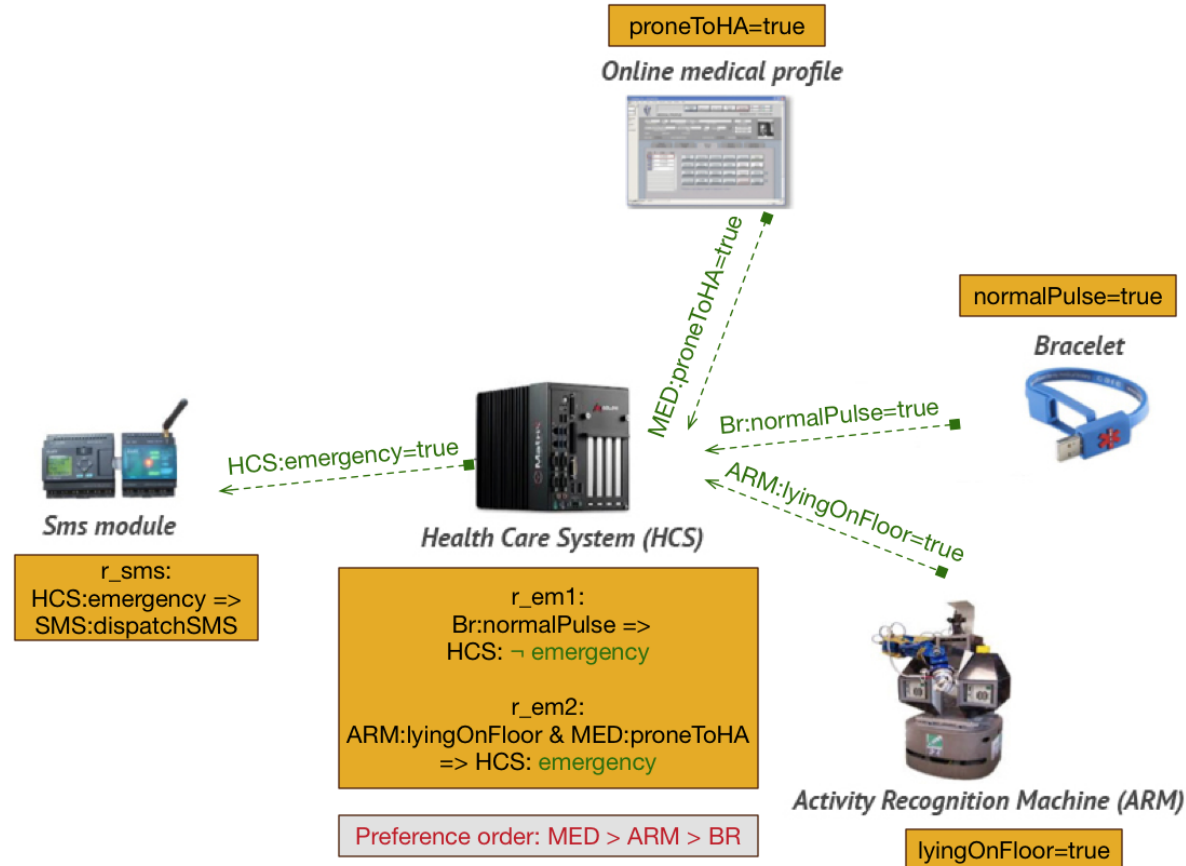 proneToHA=true
Online medical profile
MED:proneToHA=true
normalPulse=true
Bracelet
Br:normalPulse=true
HCS:emergency=true
ARM:lyingOnFloor=true
Matrix
Sms module
Health Care System (HCS)
r_sms:
HCS:emergency =>
SMS:dispatchSMS
r_em1:
Br:normalPulse =>
HCS: ¬ emergency
r_em2:
ARM:lyingOnFloor & MED:proneToHA
=> HCS: emergency
Preference order: MED > ARM > BR
Activity Recognition Machine (ARM)
lyingOnFloor=true